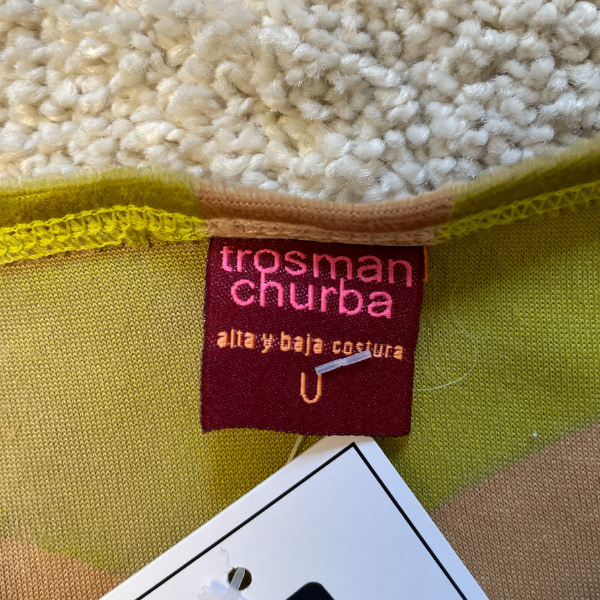 trosman
churba
alta y baja costura
U